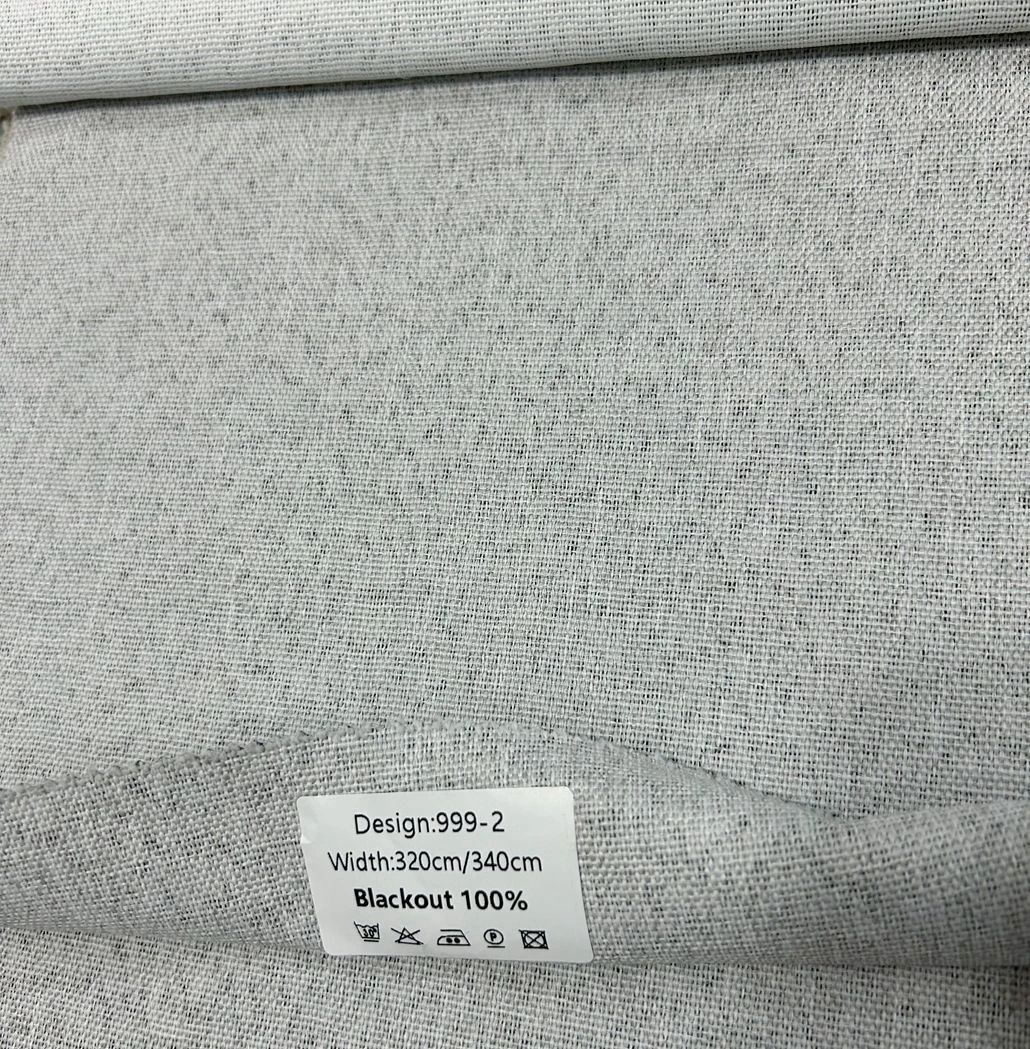 Design:999-2
Width:320cm/340cm
Blackout 100%
30°
P